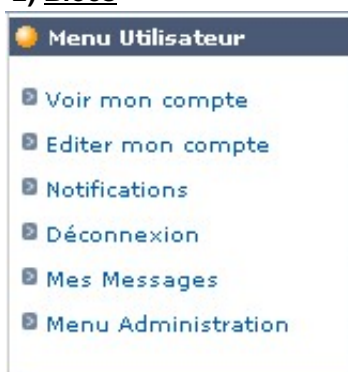 Menu Utilisateur
Voir mon compte
Editer mon compte
Notifications
Déconnexion
Mes Messages
Menu Administration